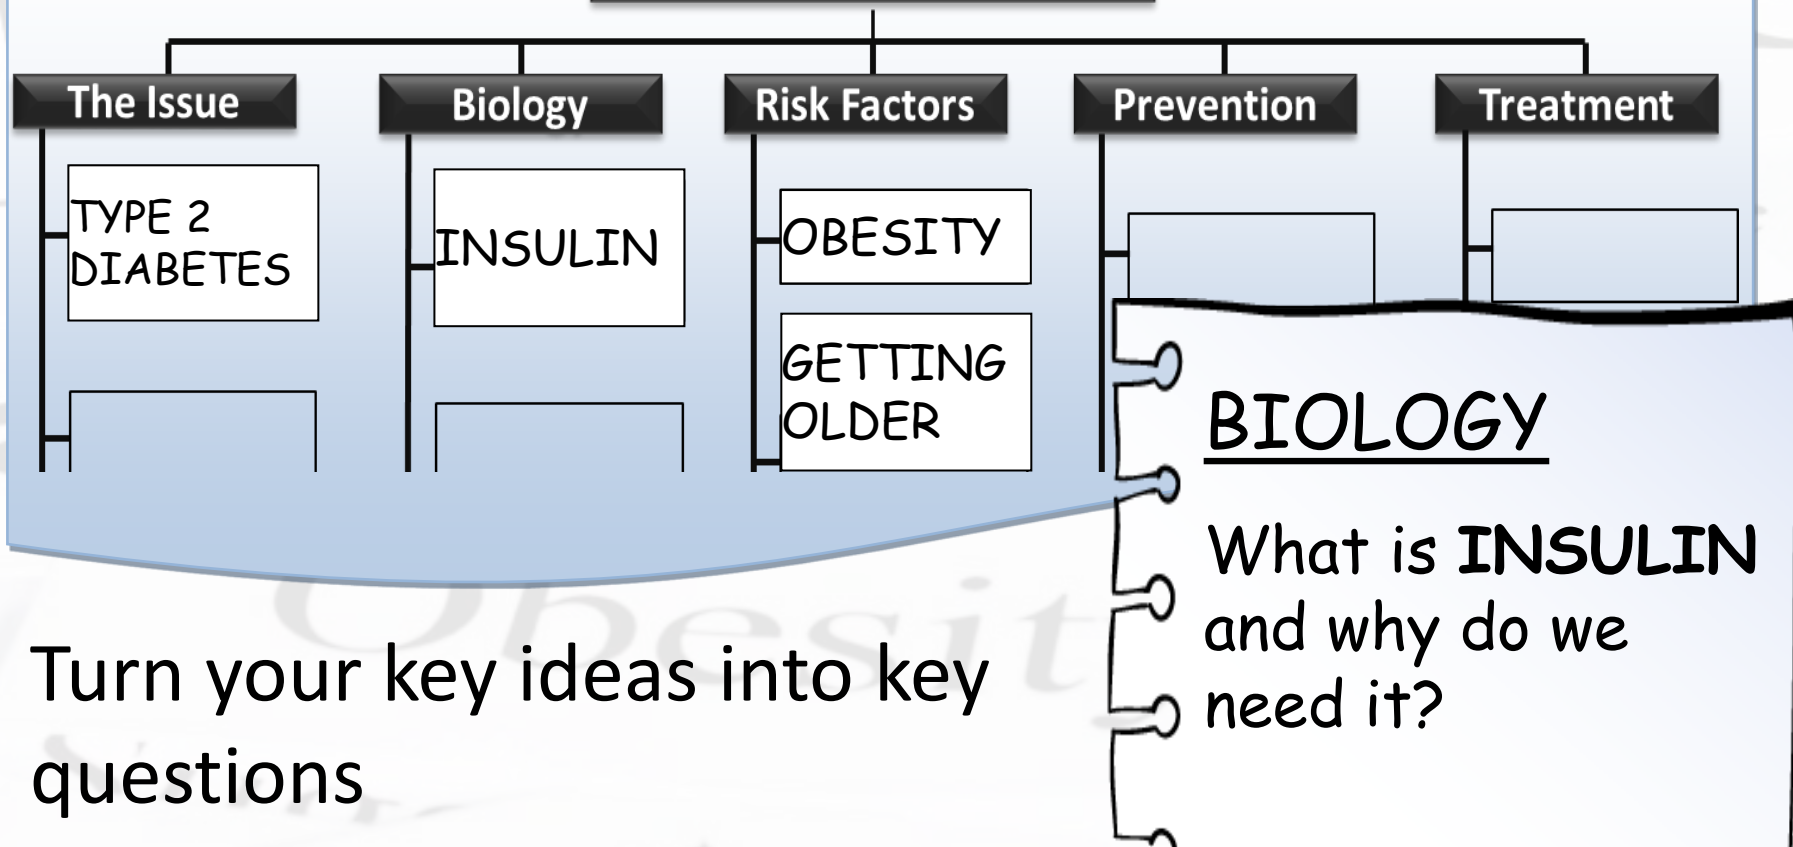 The Issue
Biology
Risk Factors
Prevention
Treatment
TYPE 2
DIABETES
INSULIN
OBESITY
GETTING
OLDER
BIOLOGY
What is INSULIN
and why do we
need it?
Obesit
Turn your key ideas into key
questions